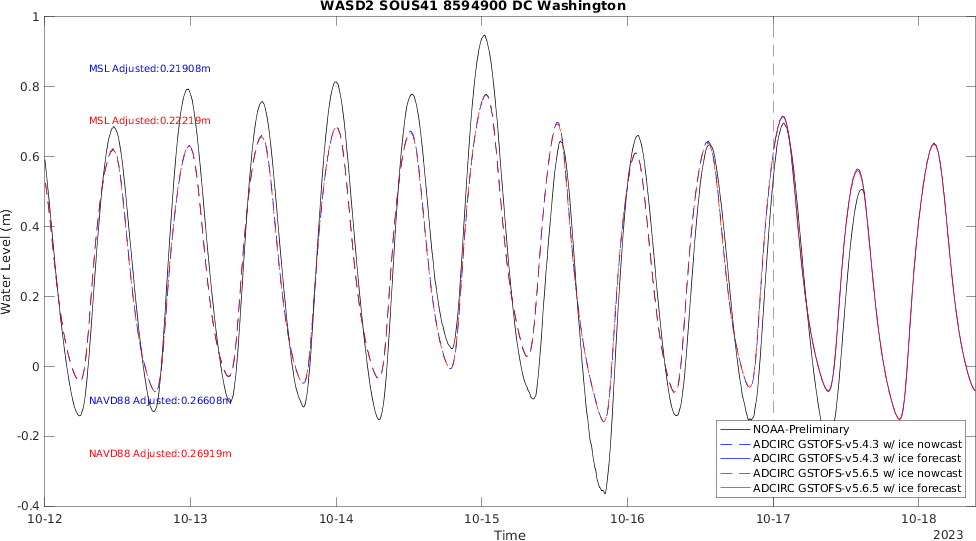 WASD2 SOUS41 8594900 DC Washington
1
0.8
0.6
0.4
0.2
0
-0.2
-0.4
Water Level (m)
MSL Adjusted:0.21908m
MSL Adjusted:0.22219m
NAVD88 Adjusted:0.26608m
NAVD88 Adjusted:0.26919m
NOAA-Preliminary
ADCIRC GSTOFS-v5.4.3 w/ ice nowcast
ADCIRC GSTOFS-v5.4.3 w/ ice forecast
ADCIRC GSTOFS-v5.6.5 w/ ice nowcast
ADCIRC GSTOFS-v5.6.5 w/ ice forecast
10-12 10-13 10-14 10-15 10-16 10-17 10-18
Time
2023